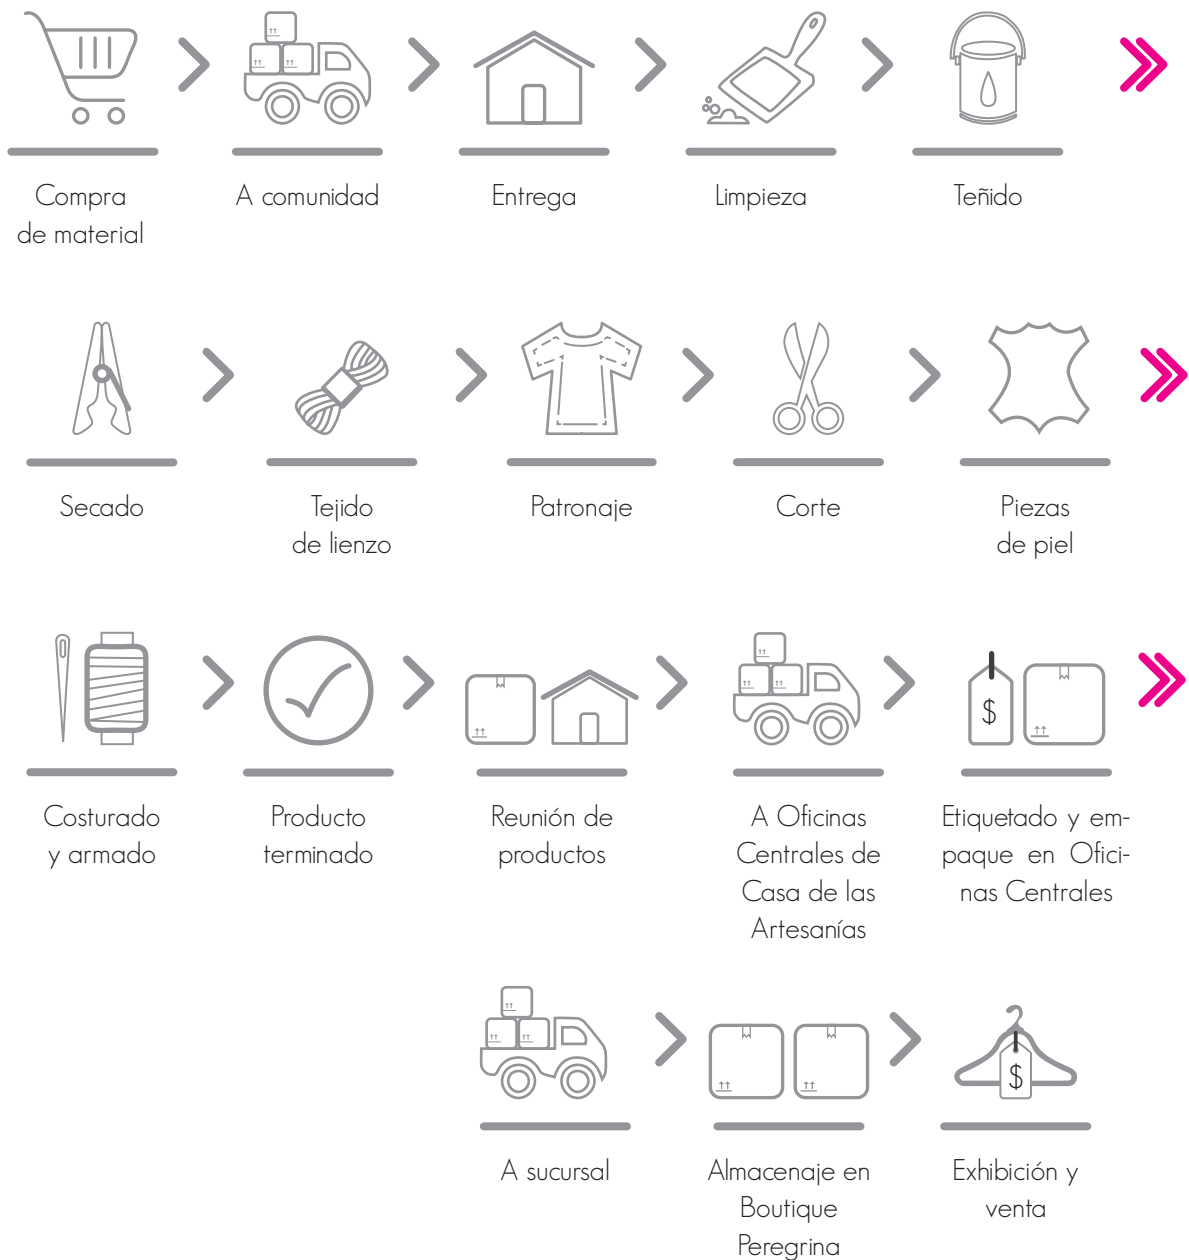 Compra
de material
A comunidad
Entrega
Limpieza
Teñido
Secado
Tejido
de lienzo
Patronaje
Corte
Piezas
de piel
Costurado
y armado
Producto
terminado
Reunión de
productos
A Oficinas
Centrales de
Casa de las
Artesanías
$
Etiquetado y em-
paque en Ofici-
nas Centrales
A sucursal
Almacenaje en
Boutique
Peregrina
$
Exhibición y
venta